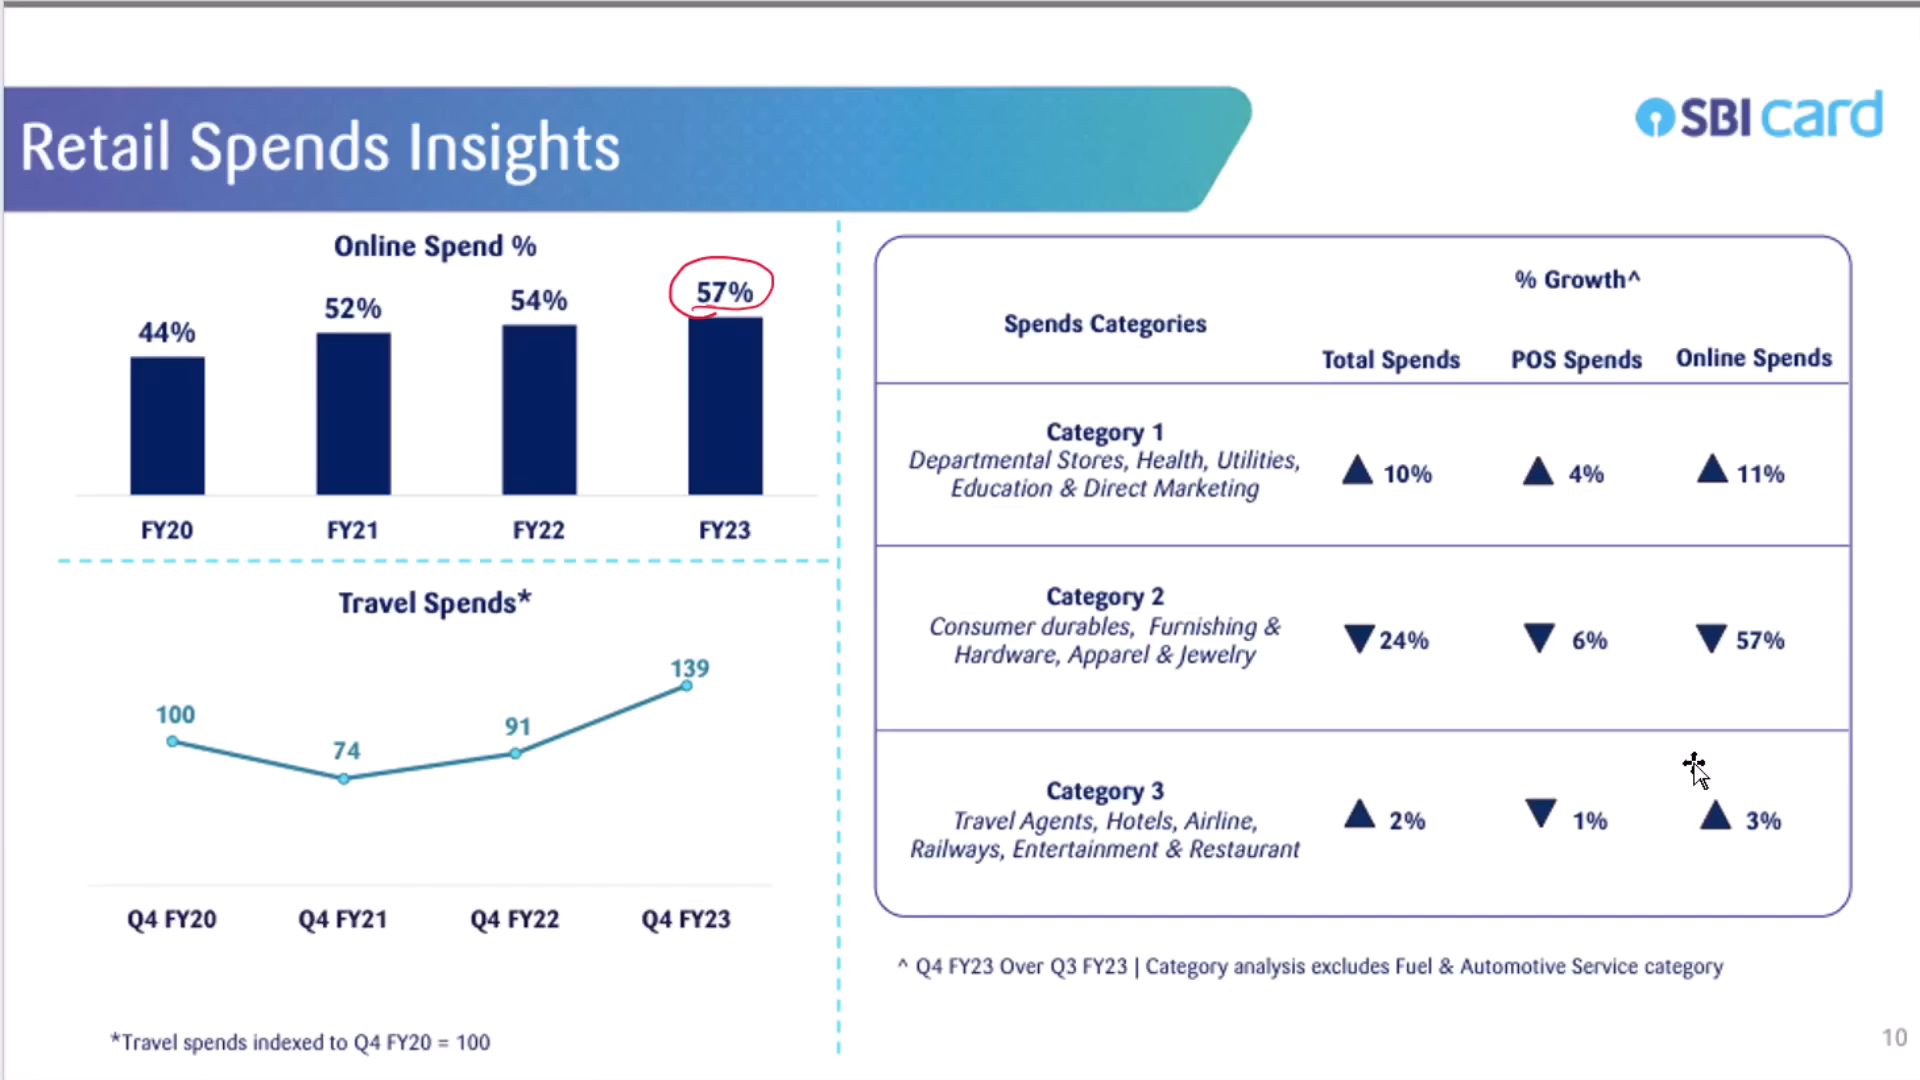 Retail Spends Insights
SBI card
Online Spend %
44%
52%
54%
57%
FY20
FY21
FY22
FY23
Travel Spends*
100
74
91
139
Q4 FY20
Q4 FY21
Q4 FY22
Q4 FY23
*Travel spends indexed to Q4 FY20 = 100
% Growth^
Spends Categories
Total Spends
POS Spends
Online Spends
Category 1
Departmental Stores, Health, Utilities,
Education & Direct Marketing
▲ 10%
▲ 4%
▲ 11%
Category 2
Consumer durables, Furnishing &
Hardware, Apparel & Jewelry
▼ 24%
▼ 6%
▼ 57%
Category 3
Travel Agents, Hotels, Airline,
Railways, Entertainment & Restaurant
▲ 2%
▼ 1%
▲ 3%
^ Q4 FY23 Over Q3 FY23 | Category analysis excludes Fuel & Automotive Service category
10